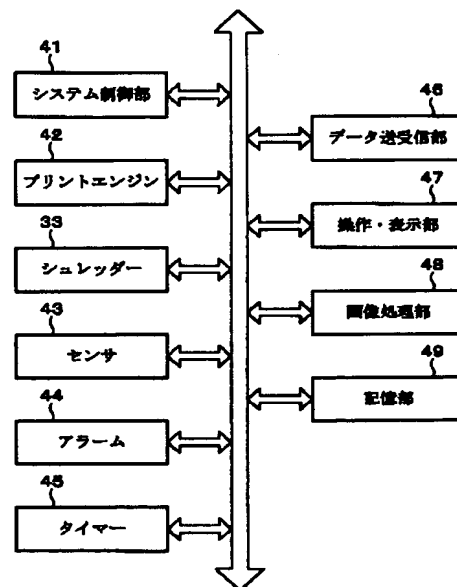 41
システム制御部
42
プリントエンジン
33
シュレッダー
43
センサ
44
アラーム
45
タイマー
46
データ送受信部
47
操作・表示部
48
画像処理部
49
記憶部